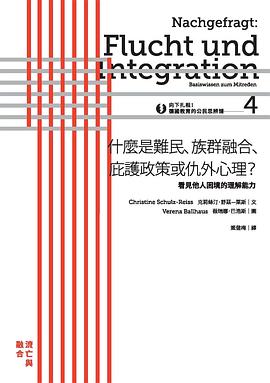 Nachgefragt:
Flucht und
Integration
Basiswissen zum Mitreden
向下扎根!
德國教育的公民思辨課
4
什麼是難民、族群融合、
庇護政策或仇外心理?
看見他人困境的理解能力
Christine Schulz-Reiss 克莉絲汀·舒茲—萊斯|文
Verena Ballhaus 薇瑞娜·巴浩斯|圖
姬健梅|譯
流亡與
融合